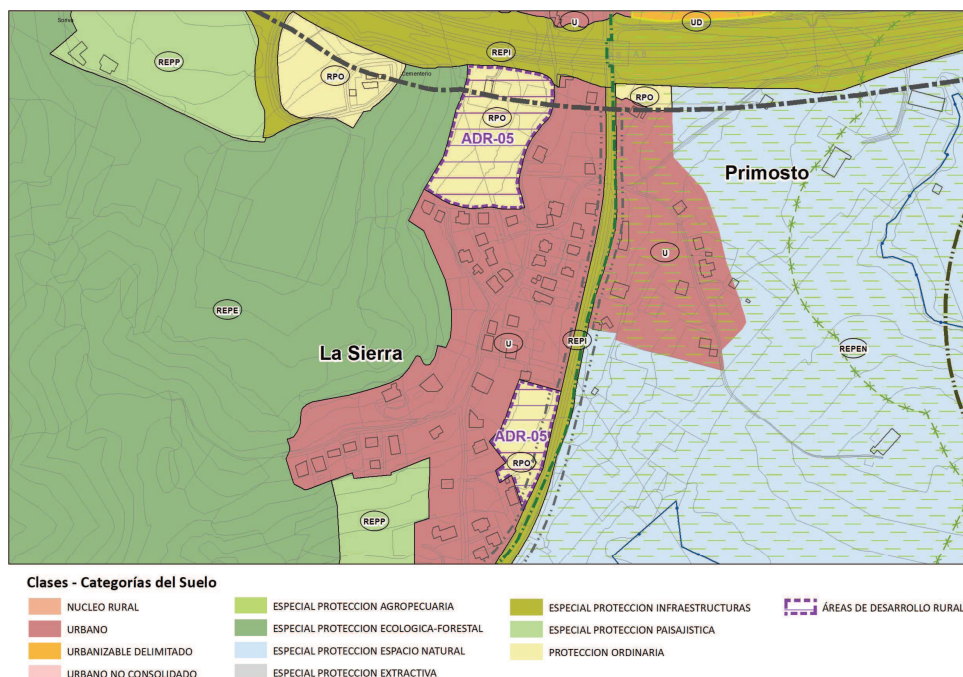 U
UD
REPP
REPI
RPO
Cementerio
RPO
RPO
ADR-05
Primosto
U
REPE
La Sierra
U
REPI
REPEN
ADR-05
RPO
REPP
Clases - Categorías del Suelo
NUCLEO RURAL
URBANO
URBANIZABLE DELIMITADO
URBANO NO CONSOLIDADO
ESPECIAL PROTECCION AGROPECUARIA
ESPECIAL PROTECCION ECOLOGICA-FORESTAL
ESPECIAL PROTECCION ESPACIO NATURAL
ESPECIAL PROTECCION EXTRACTIVA
ESPECIAL PROTECCION INFRAESTRUCTURAS
ESPECIAL PROTECCION PAISAJISTICA
PROTECCION ORDINARIA
ÁREAS DE DESARROLLO RURAL